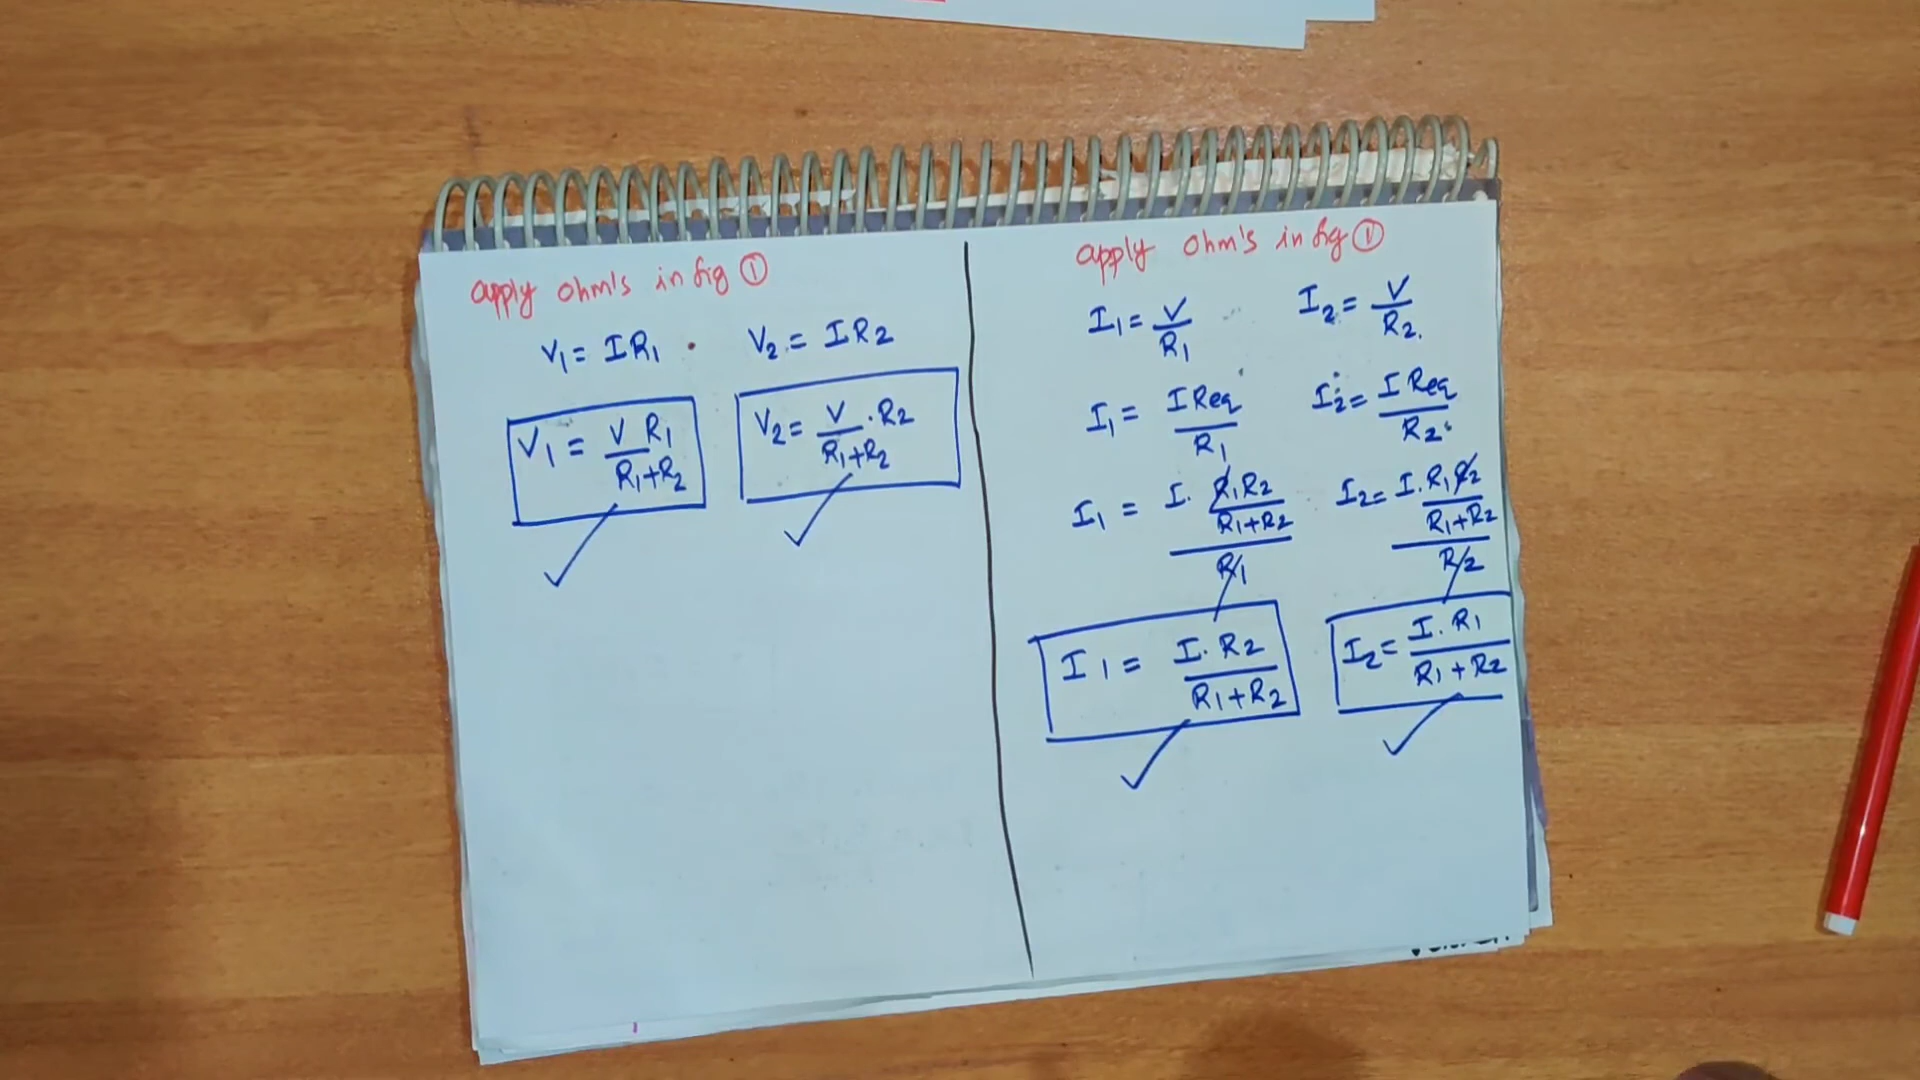 apply ohm's in fig ①
V₁ = IR₁ . V₂ = IR₂
V₁ = V R₁ / R₁+R₂
V₂ = V / R₁+R₂ . R₂
apply ohm's in fig ①
I₁ = V / R₁
I₂ = V / R₂
I₁ = I Req / R₁
I₂ = I Req / R₂
I₁ = I. R₁R₂ / R₁+R₂ / R₁
I₂ = I. R₁R₂ / R₁+R₂ / R₂
I₁ = I. R₂ / R₁+R₂
I₂ = I. R₁ / R₁+R₂